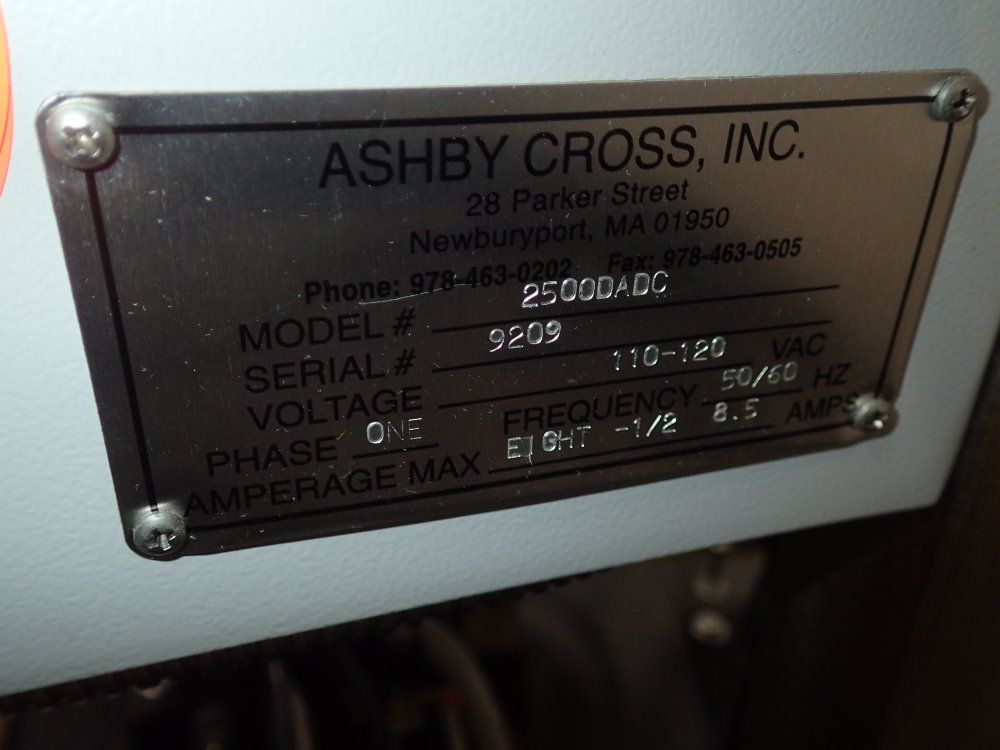 ASHBY CROSS, INC.
28 Parker Street
Newburyport, MA 01950
Phone: 978-463-0202 Fax: 978-463-0505
MODEL # 2500DADC
SERIAL # 9209
VOLTAGE 110-120 VAC
PHASE ONE FREQUENCY 50/60 HZ
AMPERAGE MAX EIGHT -1/2 8.5 AMPS